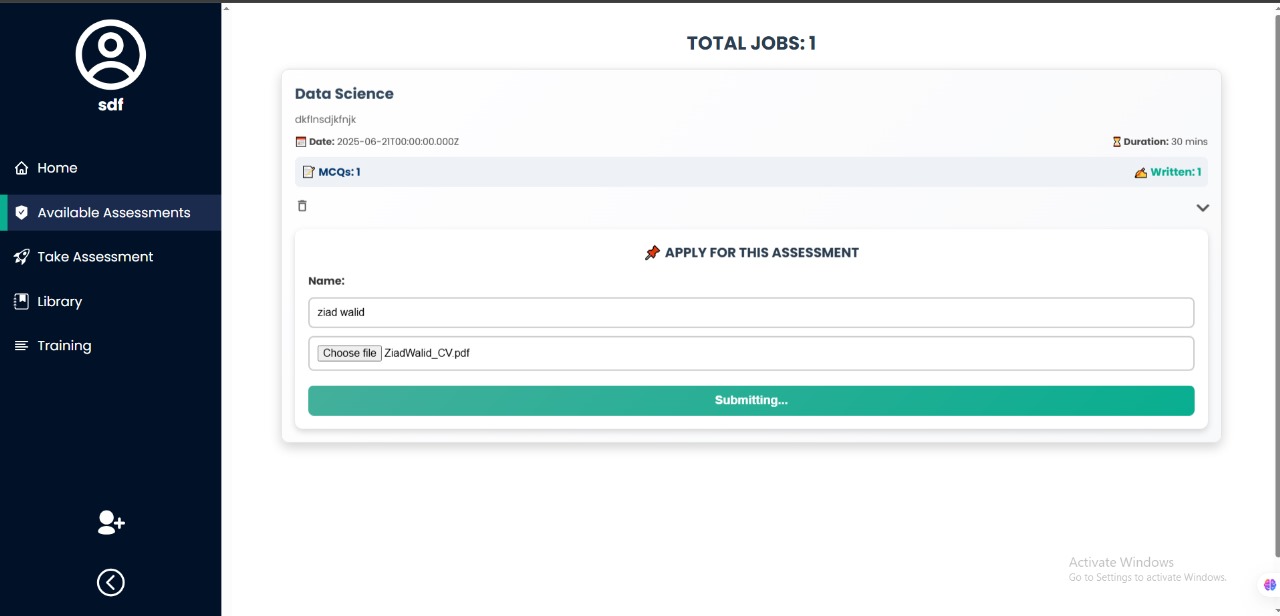 sdf
Home
Available Assessments
Take Assessment
Library
Training
TOTAL JOBS: 1
Data Science
dkflnsdjkfnjk
Date: 2025-06-21T00:00:00.000Z
Duration: 30 mins
MCQs: 1
Written: 1
APPLY FOR THIS ASSESSMENT
Name:
ziad walid
Choose file ZiadWalid_CV.pdf
Submitting...
Activate Windows
Go to Settings to activate Windows.